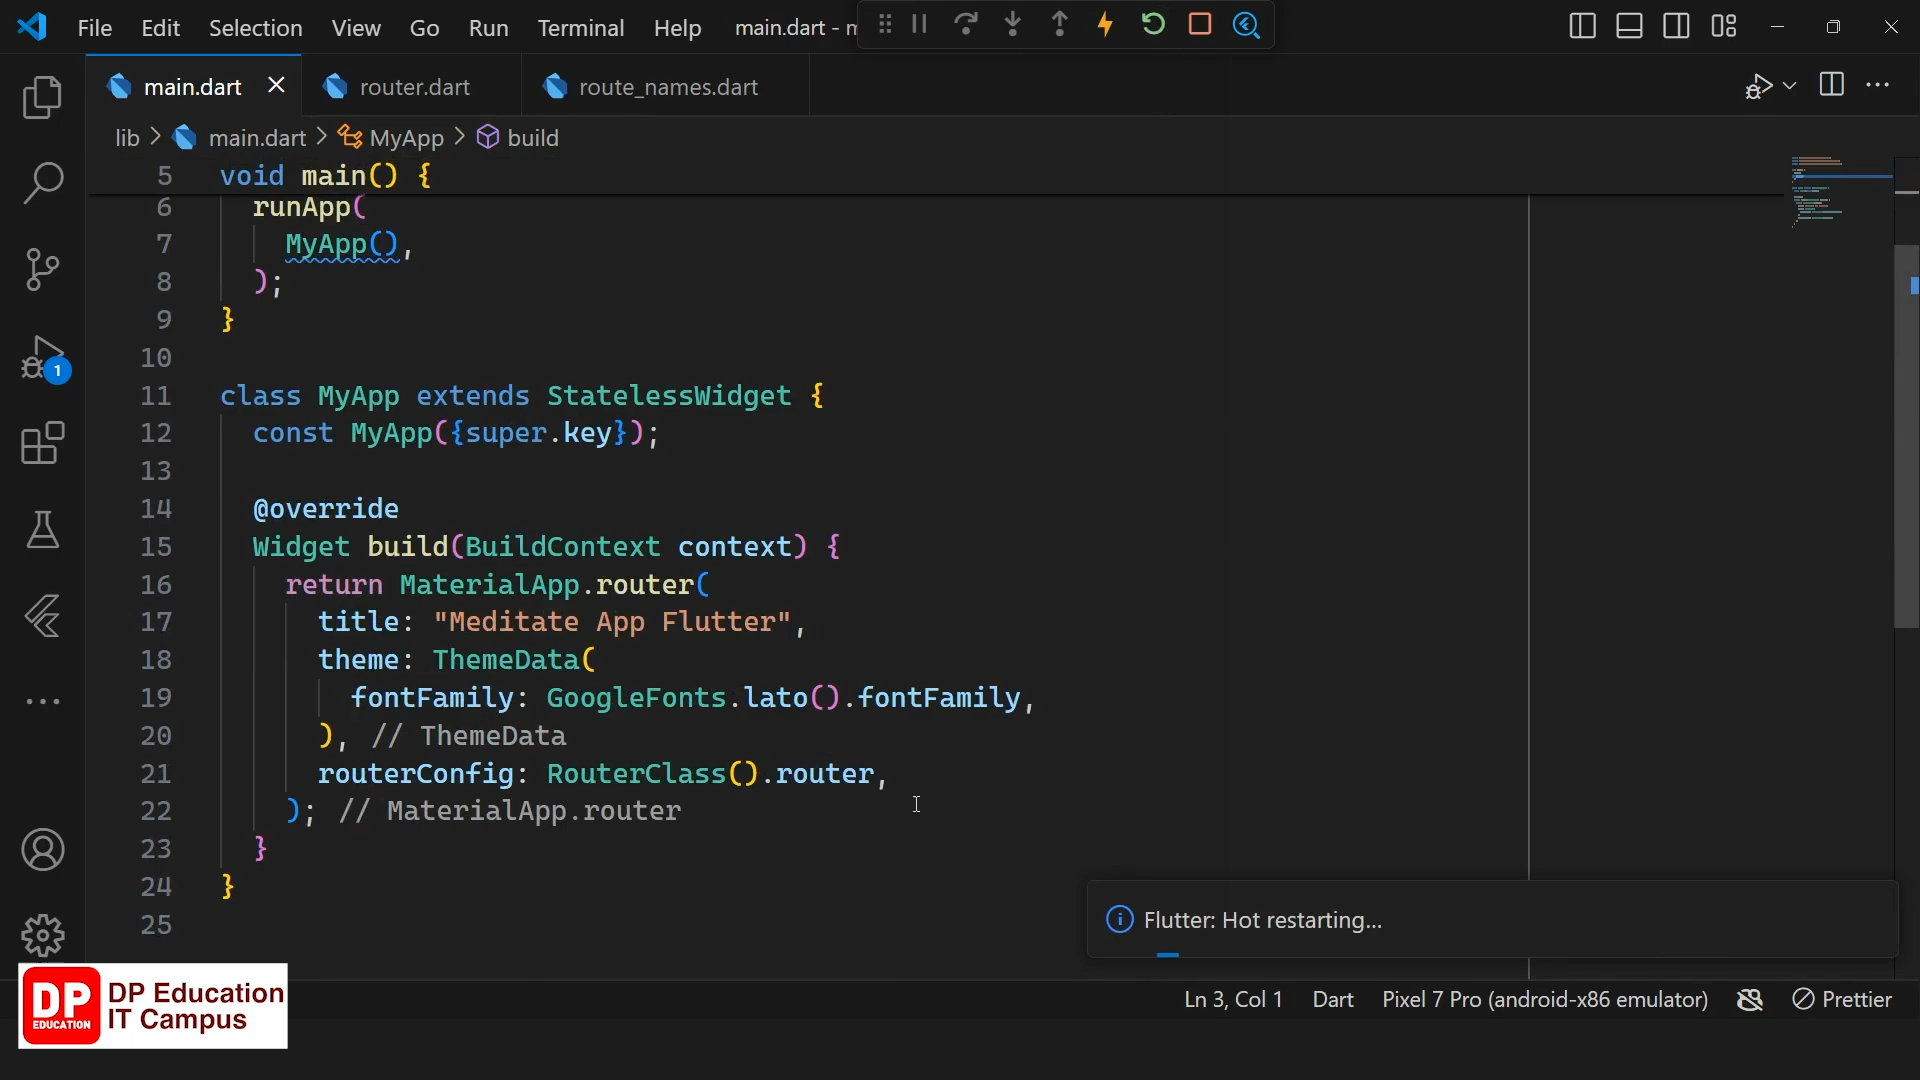 File Edit Selection View Go Run Terminal Help main.dart - m
main.dart router.dart route_names.dart
lib > main.dart > MyApp > build
5 void main() {
6 runApp(
7 MyApp(),
8 );
9 }
10
11 class MyApp extends StatelessWidget {
12 const MyApp({super.key});
13
14 @override
15 Widget build(BuildContext context) {
16 return MaterialApp.router(
17 title: "Meditate App Flutter",
18 theme: ThemeData(
19 fontFamily: GoogleFonts.lato().fontFamily,
20 ), // ThemeData
21 routerConfig: RouterClass().router,
22 ); // MaterialApp.router
23 }
24 }
25
1
Flutter: Hot restarting...
DP EDUCATION
DP Education
IT Campus
Ln 3, Col 1 Dart Pixel 7 Pro (android-x86 emulator) Prettier